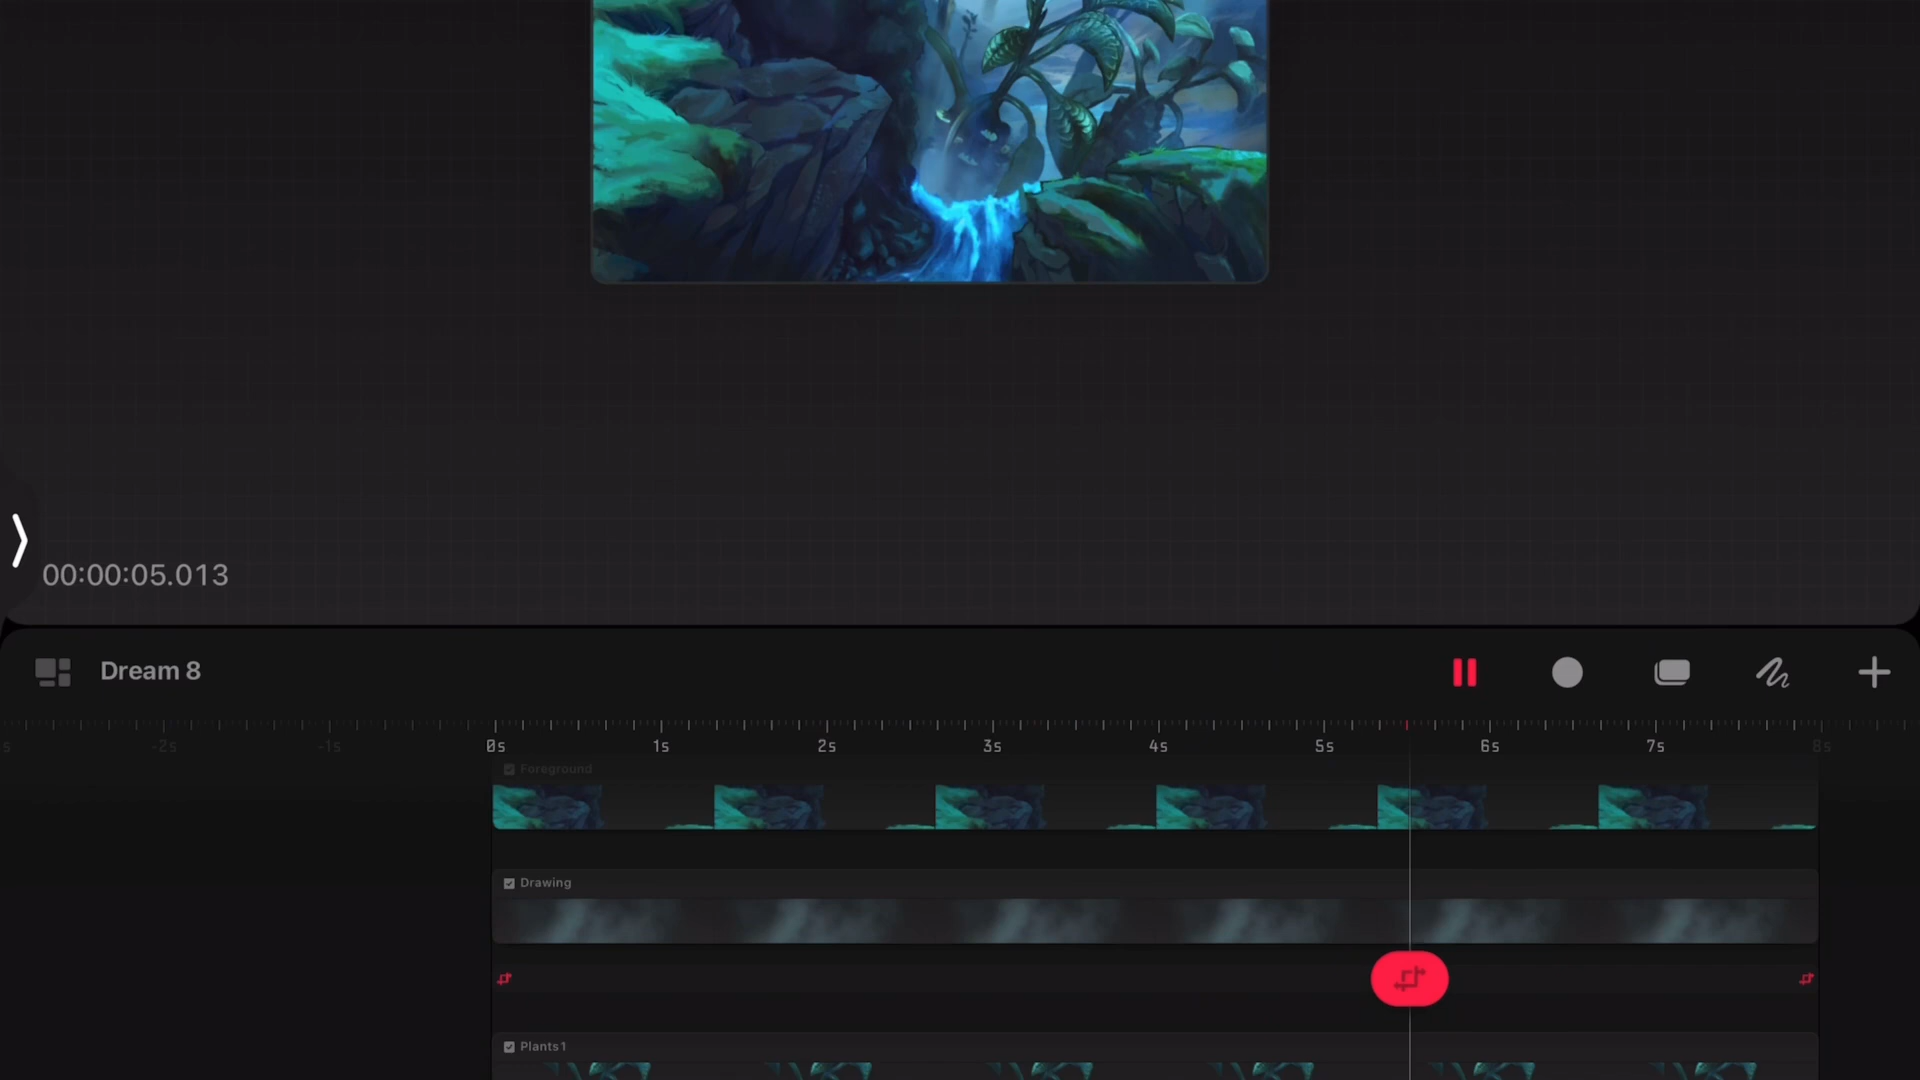 00:00:05.013
Dream 8
-2s -1s 0s 1s 2s 3s 4s 5s 6s 7s 8s
Foreground
Drawing
Plants1